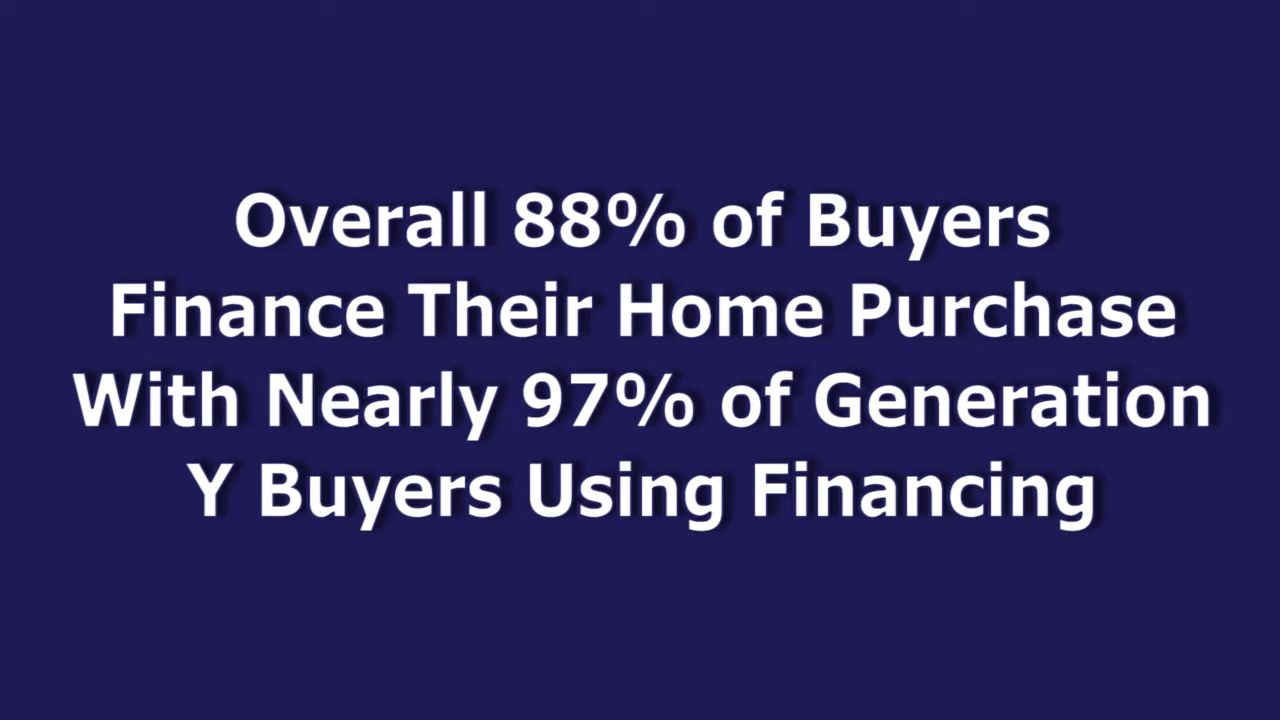 Overall 88% of Buyers
Finance Their Home Purchase
With Nearly 97% of Generation
Y Buyers Using Financing